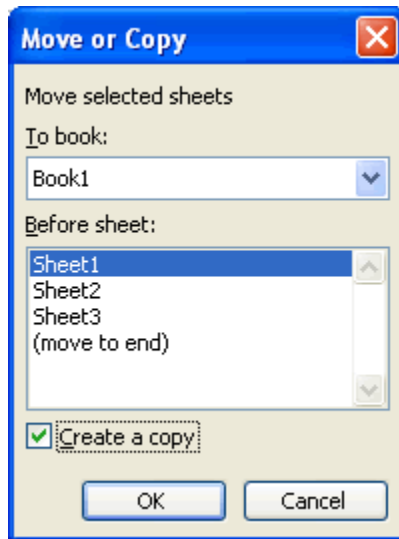 Move or Copy
Move selected sheets
To book:
Book1
Before sheet:
Sheet1
Sheet2
Sheet3
(move to end)
Create a copy
OK Cancel